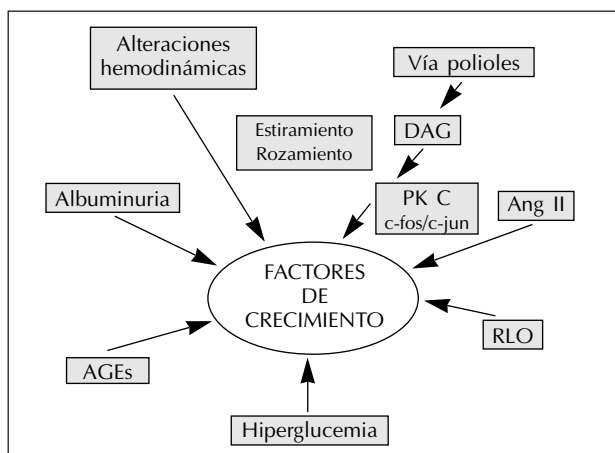 Alteraciones
hemodinámicas
Vía polioles
Estiramiento
Rozamiento
DAG
Albuminuria
PK C
c-fos/c-jun
Ang II
FACTORES
DE
CRECIMIENTO
RLO
AGEs
Hiperglucemia